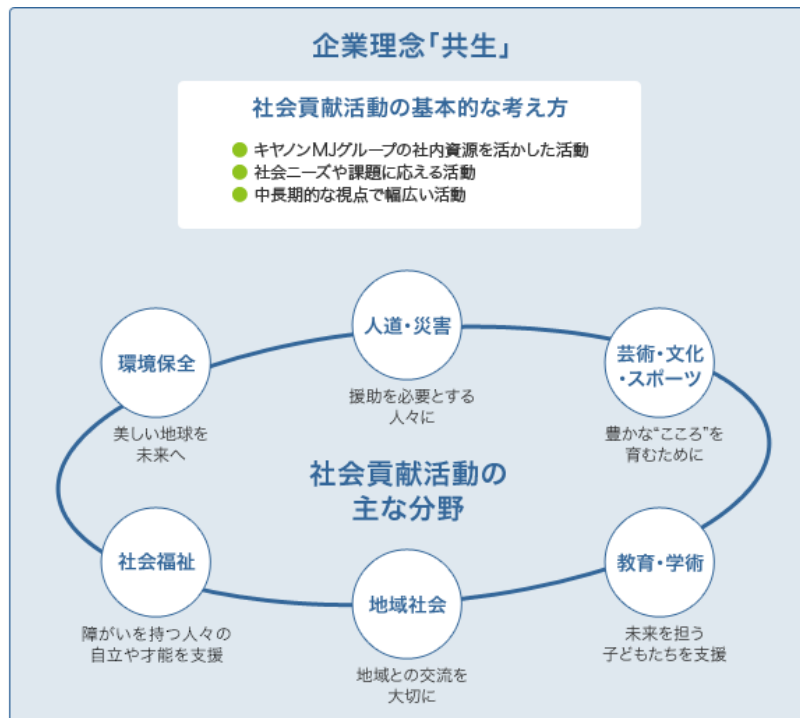 企業理念「共生」
社会貢献活動の基本的な考え方
キヤノンMJグループの社内資源を活かした活動
社会ニーズや課題に応える活動
中長期的な視点で幅広い活動
人道・災害
援助を必要とする
人々に
芸術・文化
・スポーツ
豊かな“こころ”を
育むために
環境保全
美しい地球を
未来へ
社会貢献活動の
主な分野
社会福祉
障がいを持つ人々の
自立や才能を支援
地域社会
地域との交流を
大切に
教育・学術
未来を担う
子どもたちを支援